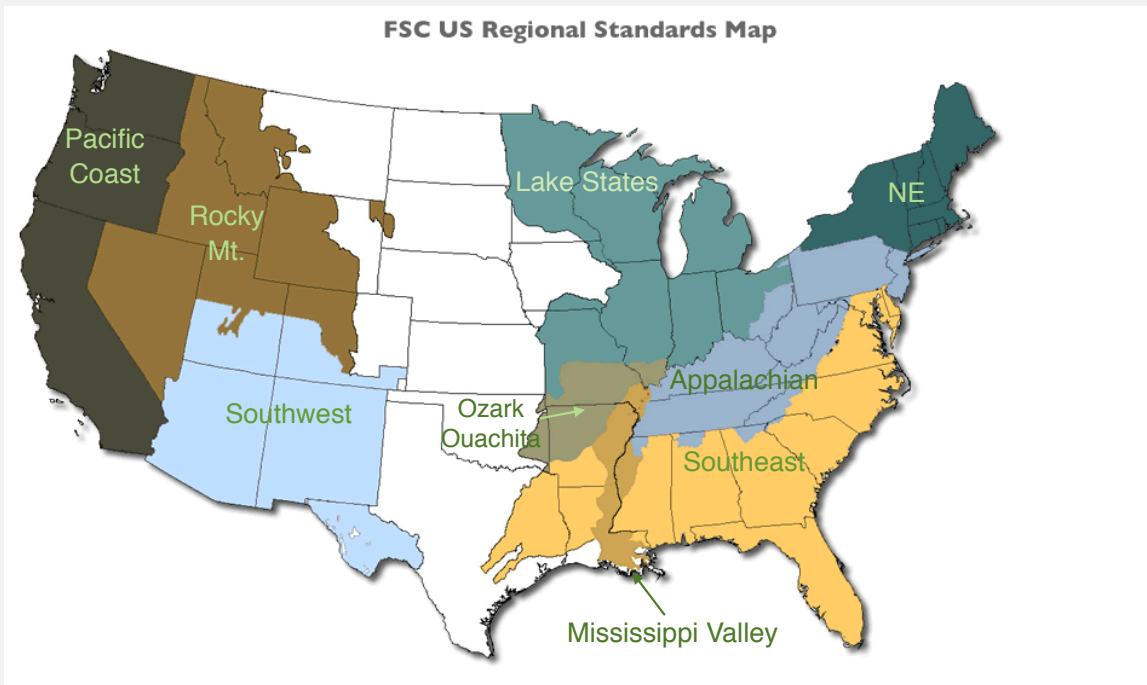 FSC US Regional Standards Map
Pacific
Coast
Rocky
Mt.
Lake States
NE
Southwest
Ozark
Ouachita
Appalachian
Southeast
Mississippi Valley